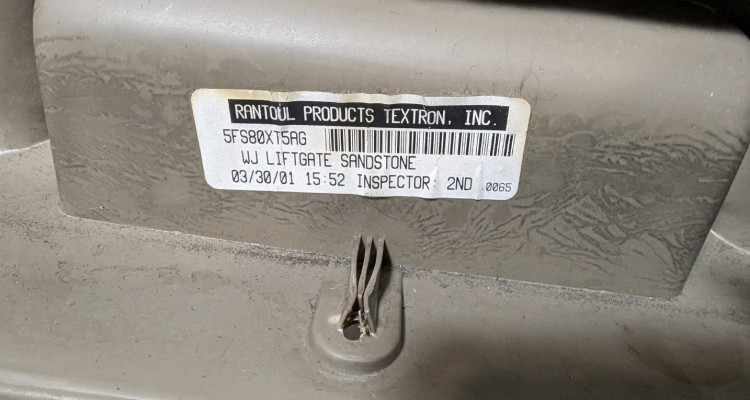 RANTOUL PRODUCTS TEXTRON, INC.
5FS80XT5AG
WJ LIFTGATE SANDSTONE
03/30/01 15:52 INSPECTOR: 2ND 0065